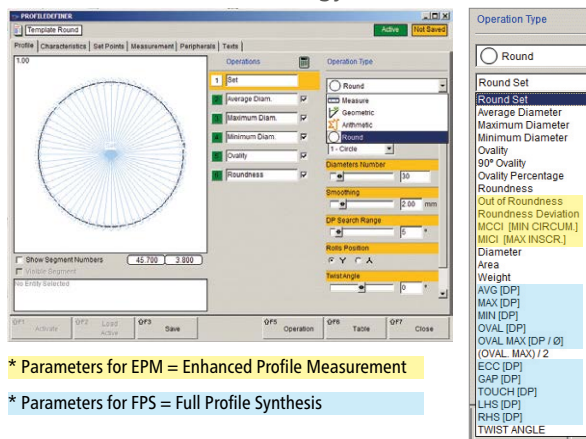 PROFILEDEFINER
Template Round
Active
Not Saved
Profile
Characteristics
Set Points
Measurement
Peripherals
Texts
1.00
Operations
1 Set
Average Diam.
Maximum Diam.
Minimum Diam.
Ovality
Roundness
Operation Type
Round
Measure
Geometric
Arithmetic
Round
1 - Circle
Diameters Number
30
Smoothing
2.00 mm
DP Search Range
5 °
Rolls Position
Y
Twist Angle
0 °
Show Segment Numbers
45.700
3.800
Visible Segment
No Entity Selected
Activate
Load Active
Save
Operation
Table
Close
* Parameters for EPM = Enhanced Profile Measurement
* Parameters for FPS = Full Profile Synthesis
Operation Type
Round
Round Set
Round Set
Average Diameter
Maximum Diameter
Minimum Diameter
Ovality
90° Ovality
Ovality Percentage
Roundness
Out of Roundness
Roundness Deviation
MCCI [MIN CIRCUM.]
MICI [MAX INSCR.]
Diameter
Area
Weight
AVG [DP]
MAX [DP]
MIN [DP]
OVAL [DP]
OVAL MAX [DP / Ø]
(OVAL. MAX) / 2
ECC [DP]
GAP [DP]
TOUCH [DP]
LHS [DP]
RHS [DP]
TWIST ANGLE